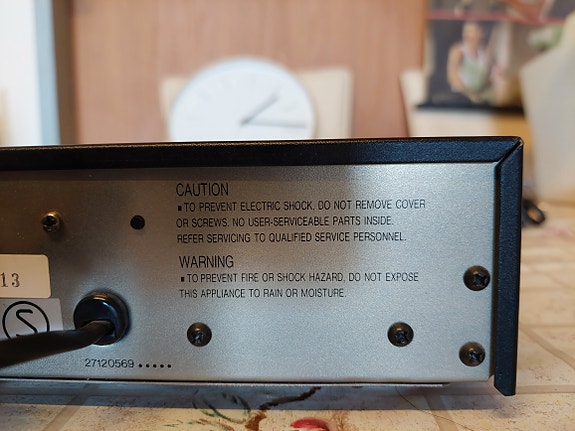 CAUTION
■ TO PREVENT ELECTRIC SHOCK, DO NOT REMOVE COVER
OR SCREWS. NO USER-SERVICEABLE PARTS INSIDE.
REFER SERVICING TO QUALIFIED SERVICE PERSONNEL.
WARNING
■ TO PREVENT FIRE OR SHOCK HAZARD, DO NOT EXPOSE
THIS APPLIANCE TO RAIN OR MOISTURE.
13
S
27120569 •••••